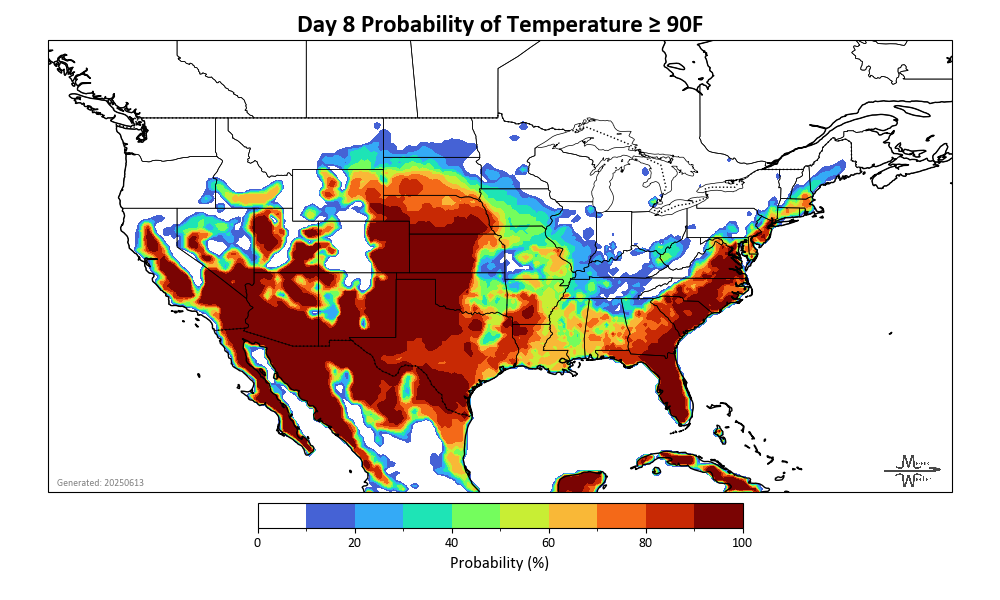 Day 8 Probability of Temperature ≥ 90F
Generated: 20250613
0 20 40 60 80 100
Probability (%)